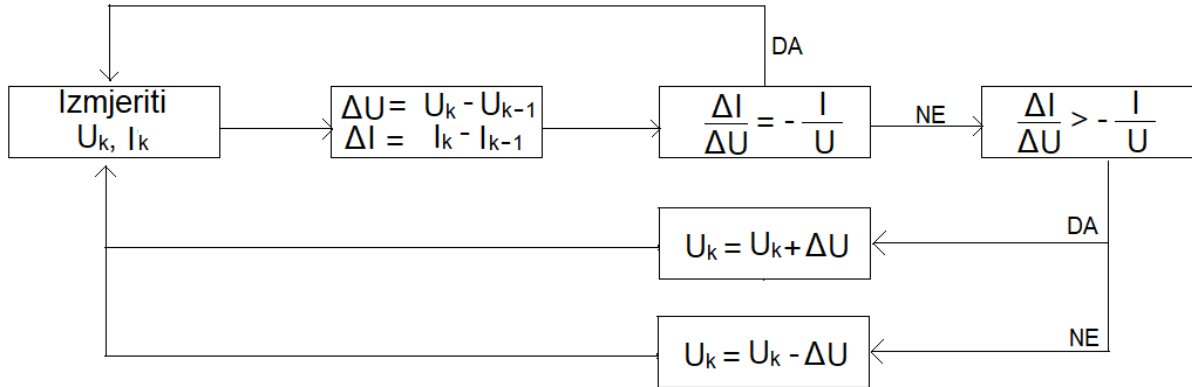 DA
Izmjeriti
Uₖ, Iₖ
ΔU = Uₖ - Uₖ₋₁
ΔI = Iₖ - Iₖ₋₁
ΔI/ΔU = - I/U
NE
ΔI/ΔU > - I/U
DA
Uₖ = Uₖ + ΔU
NE
Uₖ = Uₖ - ΔU